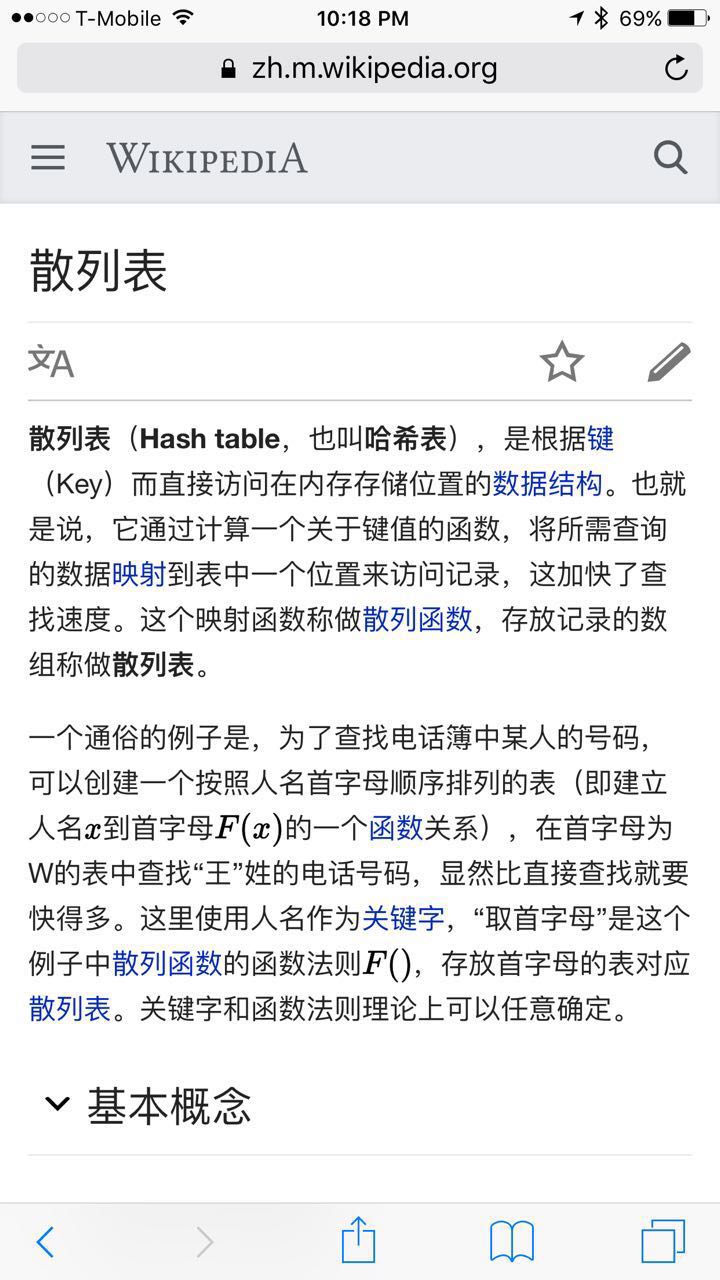 T-Mobile 10:18 PM 69%
zh.m.wikipedia.org
WIKIPEDIA
散列表
文A
散列表（Hash table，也叫哈希表），是根据键
（Key）而直接访问在内存存储位置的数据结构。也就
是说，它通过计算一个关于键值的函数，将所需查询
的数据映射到表中一个位置来访问记录，这加快了查
找速度。这个映射函数称做散列函数，存放记录的数
组称做散列表。
一个通俗的例子是，为了查找电话簿中某人的号码，
可以创建一个按照人名首字母顺序排列的表（即建立
人名x到首字母F(x)的一个函数关系），在首字母为
W的表中查找“王”姓的电话号码，显然比直接查找就要
快得多。这里使用人名作为关键字，“取首字母”是这个
例子中散列函数的函数法则F()，存放首字母的表对应
散列表。关键字和函数法则理论上可以任意确定。
基本概念